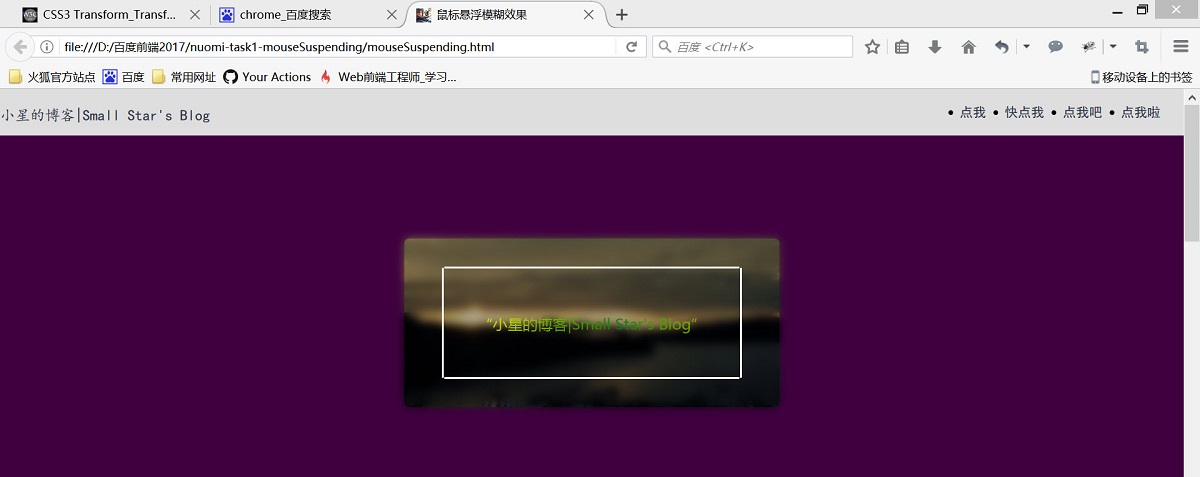 CSS3 Transform_Transf...
chrome_百度搜索
鼠标悬浮模糊效果
file:///D:/百度前端2017/nuomi-task1-mouseSuspending/mouseSuspending.html
百度 <Ctrl+K>
火狐官方站点 百度 常用网址 Your Actions Web前端工程师_学习... 移动设备上的书签
小星的博客|Small Star's Blog
• 点我 • 快点我 • 点我吧 • 点我啦
“小星的博客|Small Star's Blog“